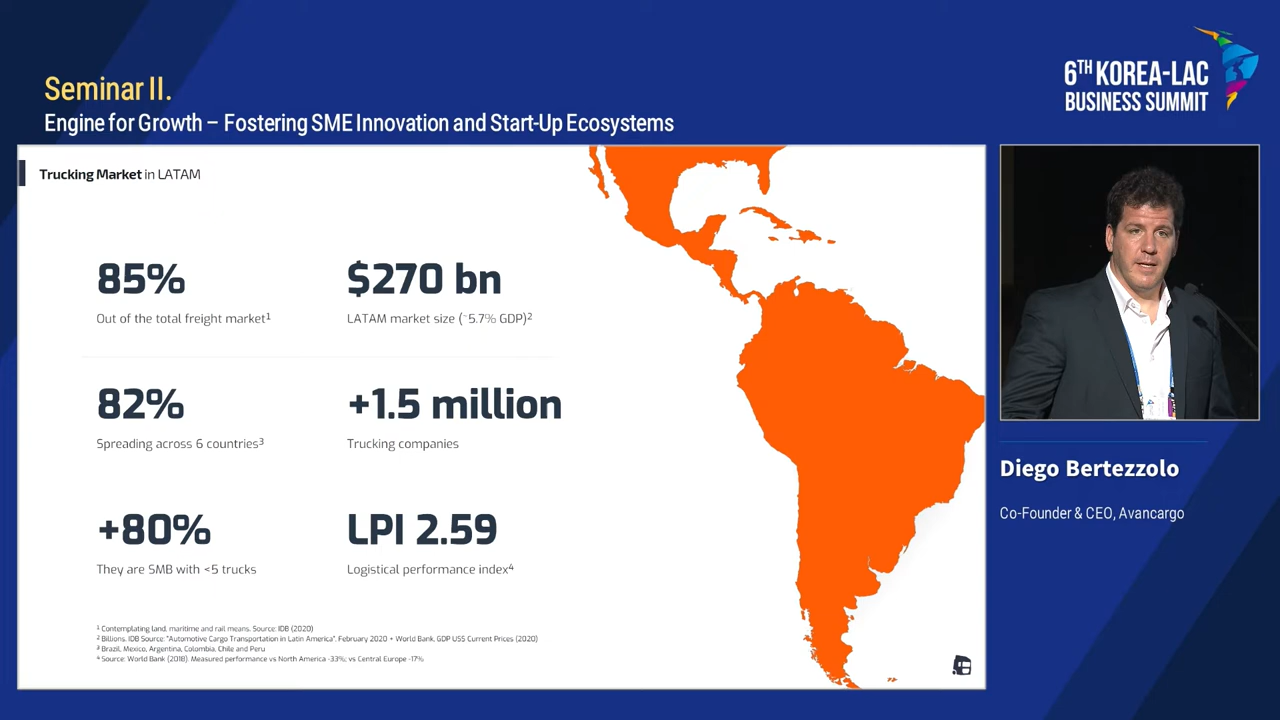 Seminar II.
Engine for Growth – Fostering SME Innovation and Start-Up Ecosystems
6TH KOREA-LAC
BUSINESS SUMMIT
Trucking Market in LATAM
85%
Out of the total freight market¹
$270 bn
LATAM market size (~5.7% GDP)²
82%
Spreading across 6 countries³
+1.5 million
Trucking companies
+80%
They are SMB with <5 trucks
LPI 2.59
Logistical performance index⁴
¹ Contemplating land, maritime and rail means. Source: IDB (2020)
² Billions. IDB Source: "Automotive Cargo Transportation in Latin America", February 2020 + World Bank, GDP US$ Current Prices (2020)
³ Brazil, Mexico, Argentina, Colombia, Chile and Peru
⁴ Source: World Bank (2018). Measured performance vs North America -33%; vs Central Europe -17%
Diego Bertezzolo
Co-Founder & CEO, Avancargo